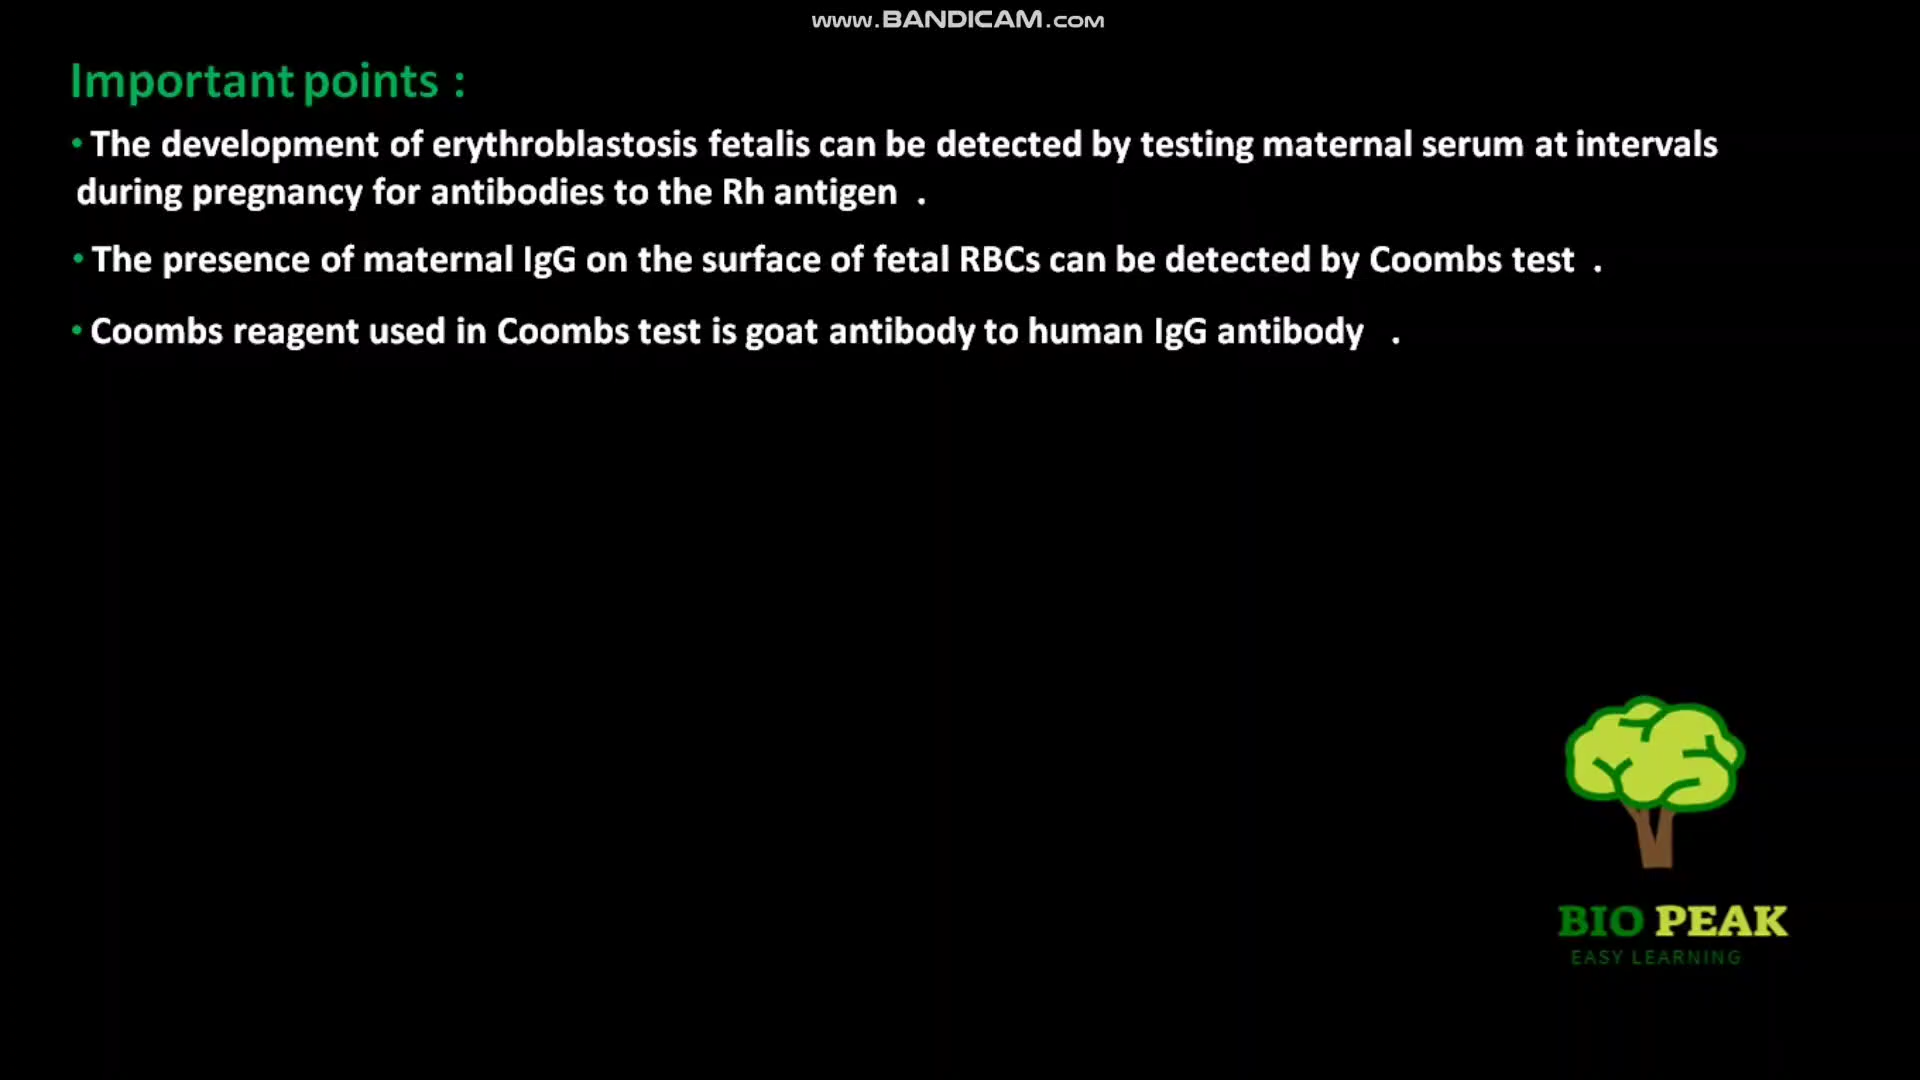 www.BANDICAM.com
Important points :
• The development of erythroblastosis fetalis can be detected by testing maternal serum at intervals
during pregnancy for antibodies to the Rh antigen .
• The presence of maternal IgG on the surface of fetal RBCs can be detected by Coombs test .
• Coombs reagent used in Coombs test is goat antibody to human IgG antibody .
BIO PEAK
EASY LEARNING